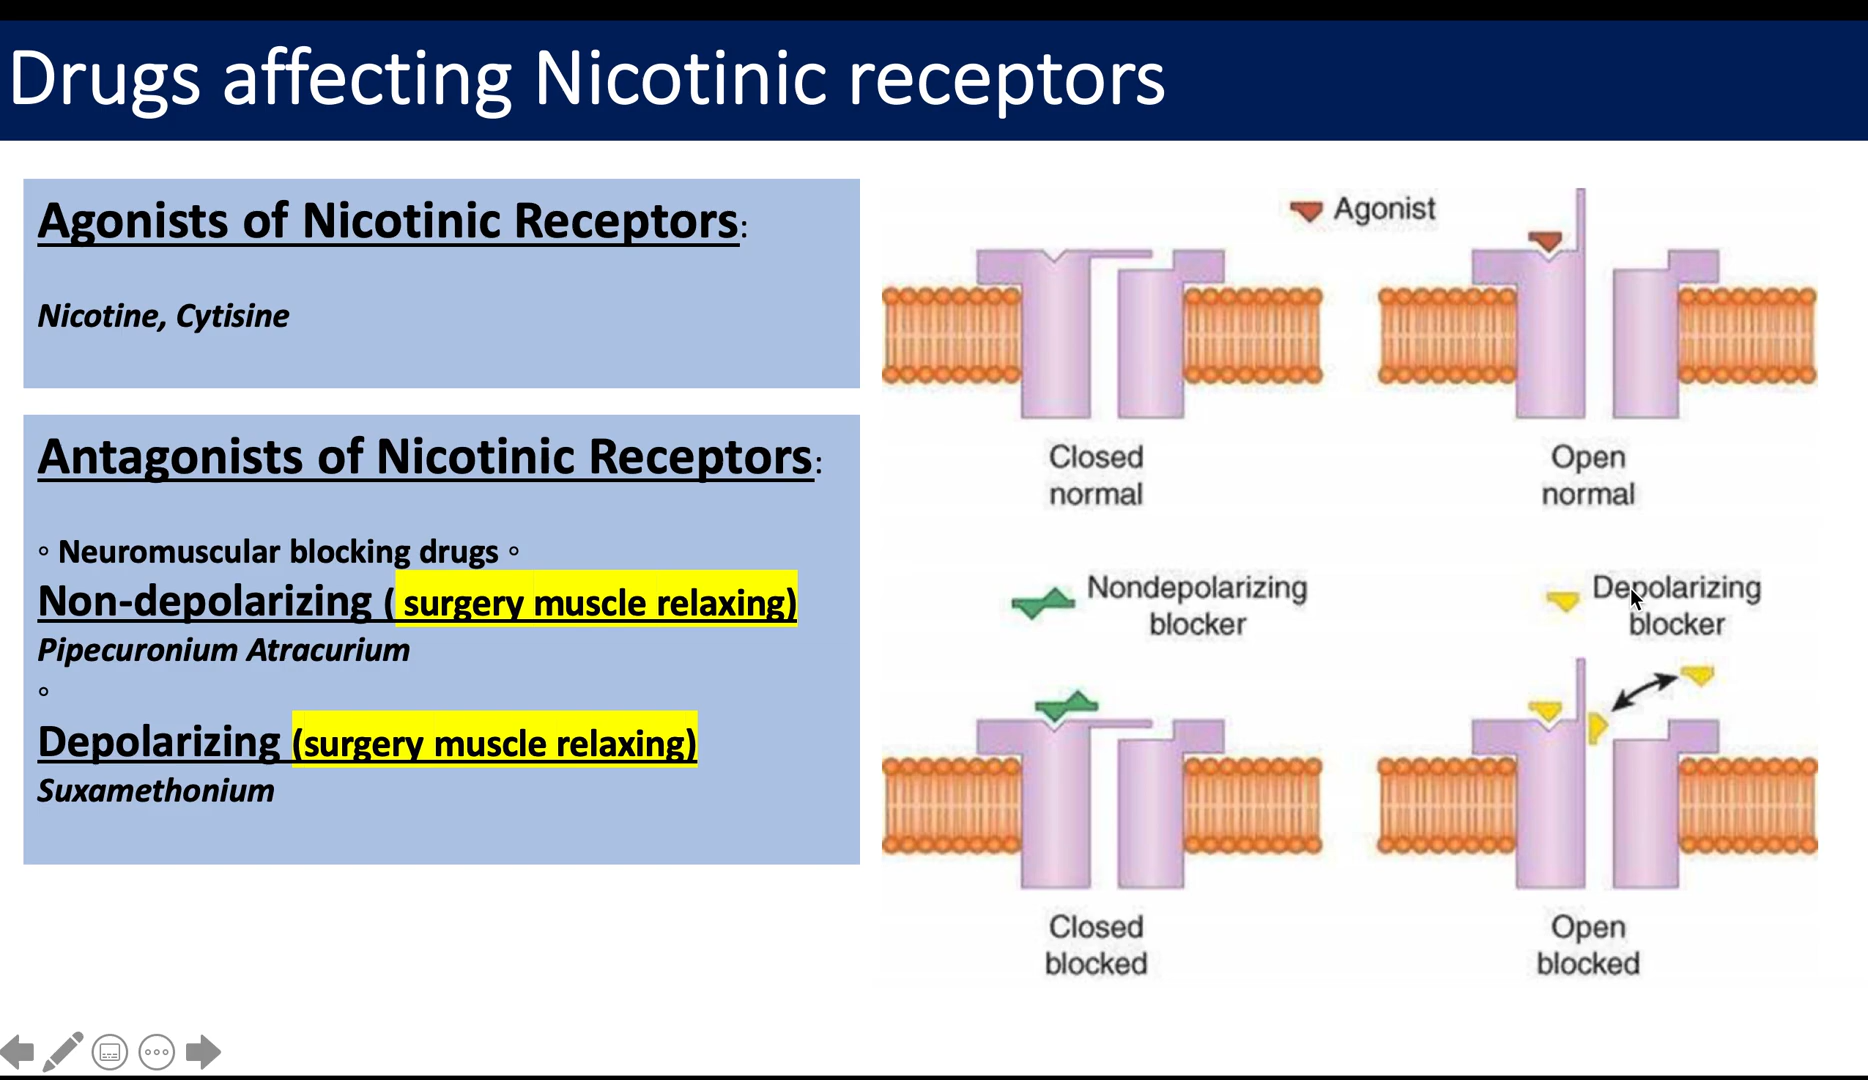 Drugs affecting Nicotinic receptors
Agonists of Nicotinic Receptors:
Nicotine, Cytisine
Antagonists of Nicotinic Receptors:
◦ Neuromuscular blocking drugs ◦
Non-depolarizing ( surgery muscle relaxing)
Pipecuronium Atracurium
◦
Depolarizing (surgery muscle relaxing)
Suxamethonium
Agonist
Closed
normal
Open
normal
Nondepolarizing
blocker
Depolarizing
blocker
Closed
blocked
Open
blocked